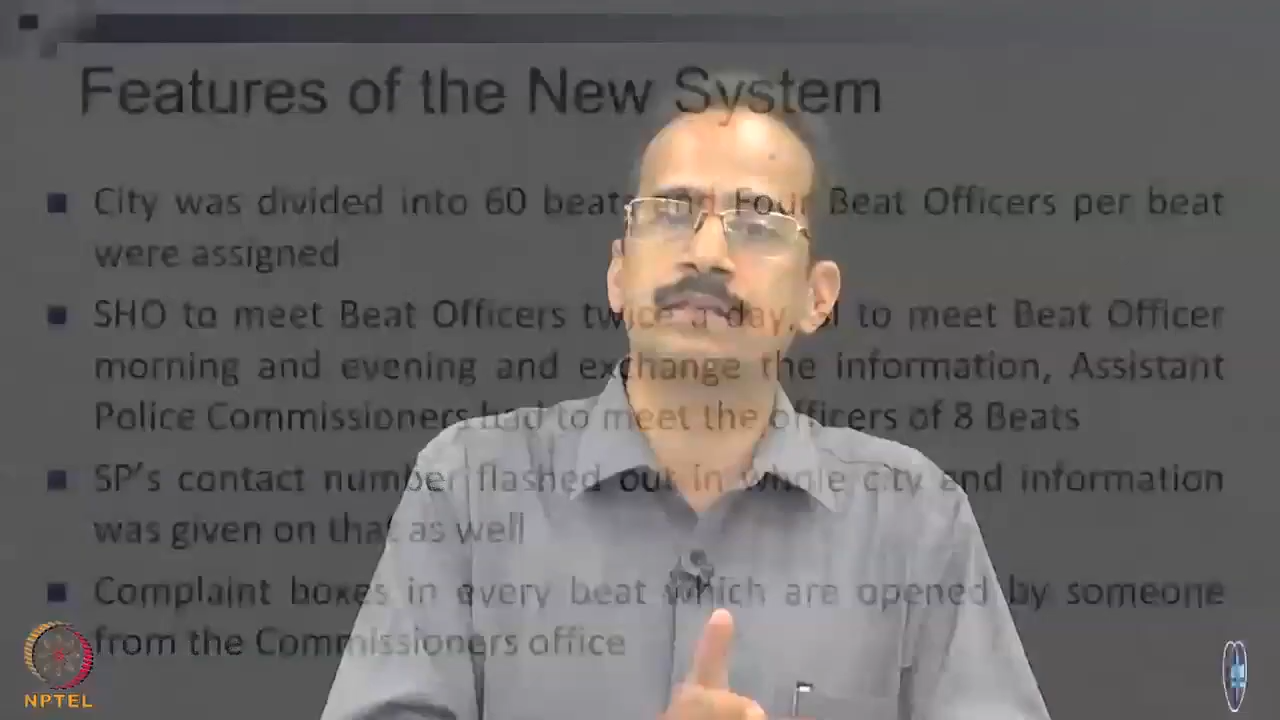 Features of the New System
City was divided into 60 beats and Four Beat Officers per beat
were assigned
SHO to meet Beat Officers twice a day, SI to meet Beat Officer
morning and evening and exchange the information, Assistant
Police Commissioners had to meet the officers of 8 Beats
SP's contact number flashed out in whole city and information
was given on that as well
Complaint boxes in every beat which are opened by someone
from the Commissioners office
NPTEL